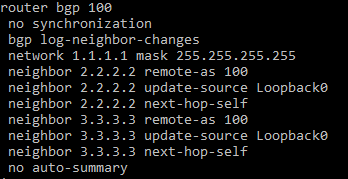 router bgp 100
 no synchronization
 bgp log-neighbor-changes
 network 1.1.1.1 mask 255.255.255.255
 neighbor 2.2.2.2 remote-as 100
 neighbor 2.2.2.2 update-source Loopback0
 neighbor 2.2.2.2 next-hop-self
 neighbor 3.3.3.3 remote-as 100
 neighbor 3.3.3.3 update-source Loopback0
 neighbor 3.3.3.3 next-hop-self
 no auto-summary